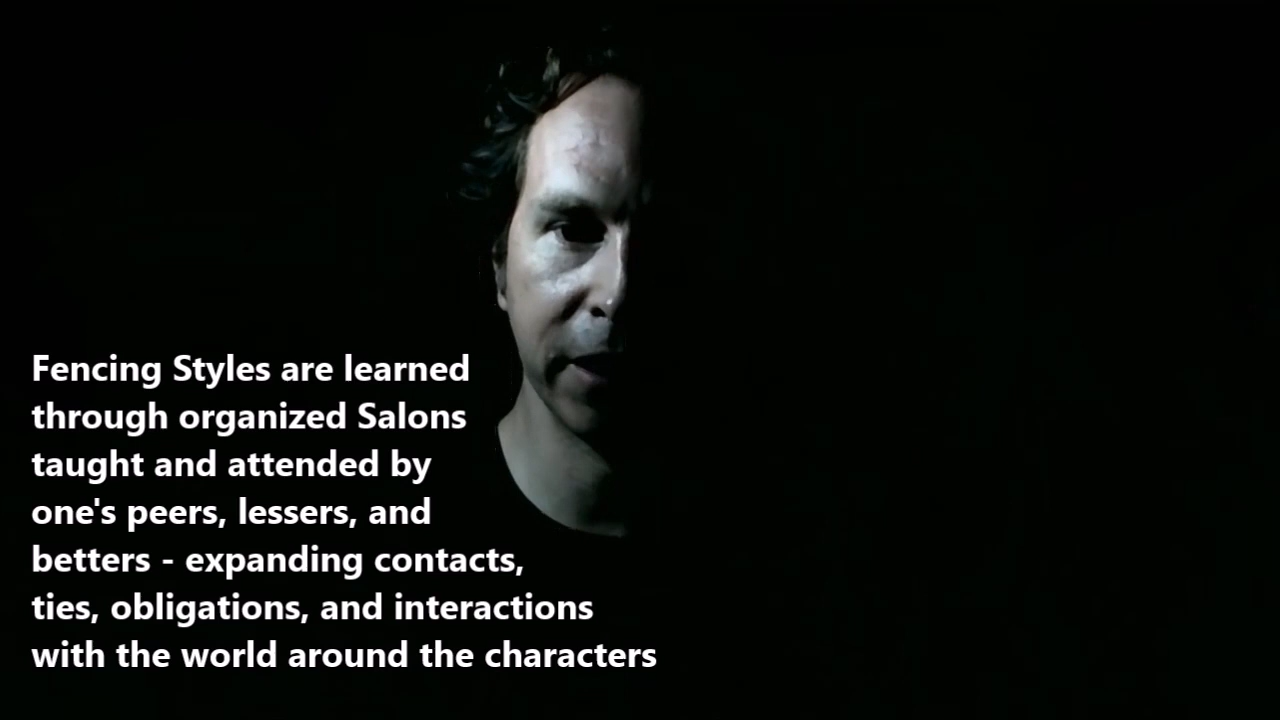 Fencing Styles are learned
through organized Salons
taught and attended by
one's peers, lessers, and
betters - expanding contacts,
ties, obligations, and interactions
with the world around the characters